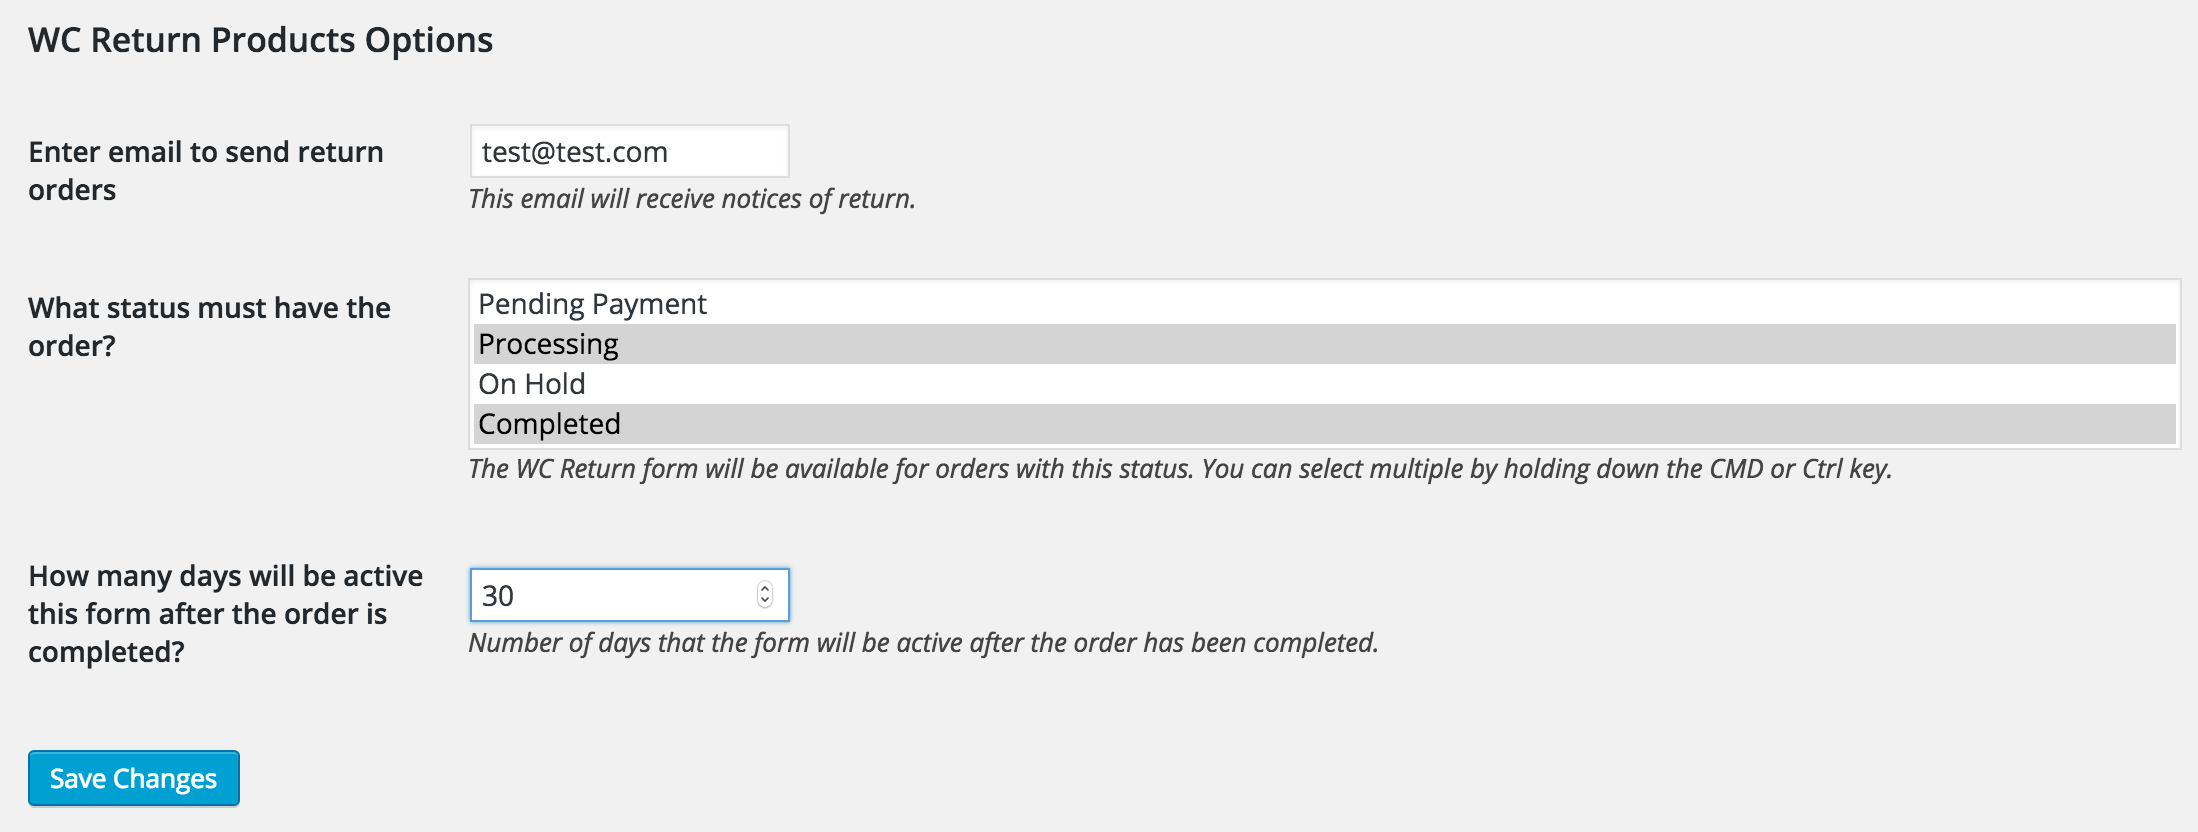 WC Return Products Options
Enter email to send return
orders
test@test.com
This email will receive notices of return.
What status must have the
order?
Pending Payment
Processing
On Hold
Completed
The WC Return form will be available for orders with this status. You can select multiple by holding down the CMD or Ctrl key.
How many days will be active
this form after the order is
completed?
30
Number of days that the form will be active after the order has been completed.
Save Changes